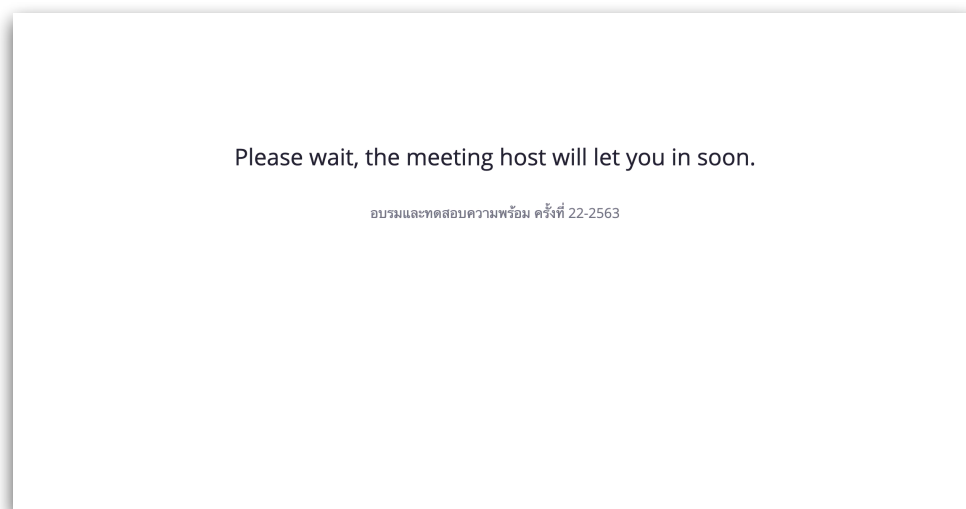 Please wait, the meeting host will let you in soon.
อบรมและทดสอบความพร้อม ครั้งที่ 22-2563